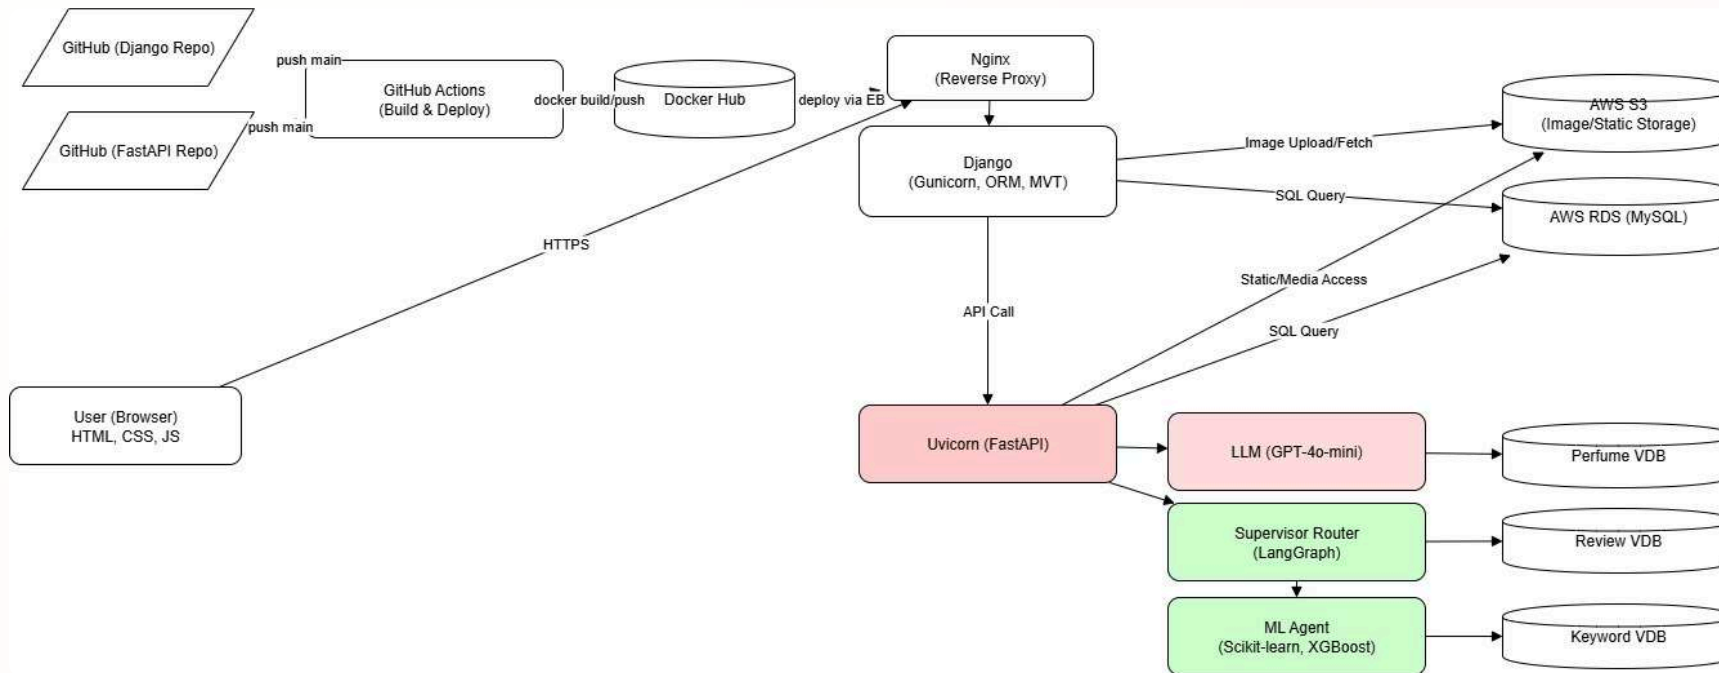 GitHub (Django Repo)
push main
GitHub Actions
(Build & Deploy)
docker build/push
Docker Hub
deploy via EB
Nginx
(Reverse Proxy)
GitHub (FastAPI Repo)
push main
Django
(Gunicorn, ORM, MVT)
Image Upload/Fetch
AWS S3
(Image/Static Storage)
SQL Query
AWS RDS (MySQL)
HTTPS
Static/Media Access
API Call
SQL Query
User (Browser)
HTML, CSS, JS
Uvicorn (FastAPI)
LLM (GPT-4o-mini)
Perfume VDB
Supervisor Router
(LangGraph)
Review VDB
ML Agent
(Scikit-learn, XGBoost)
Keyword VDB